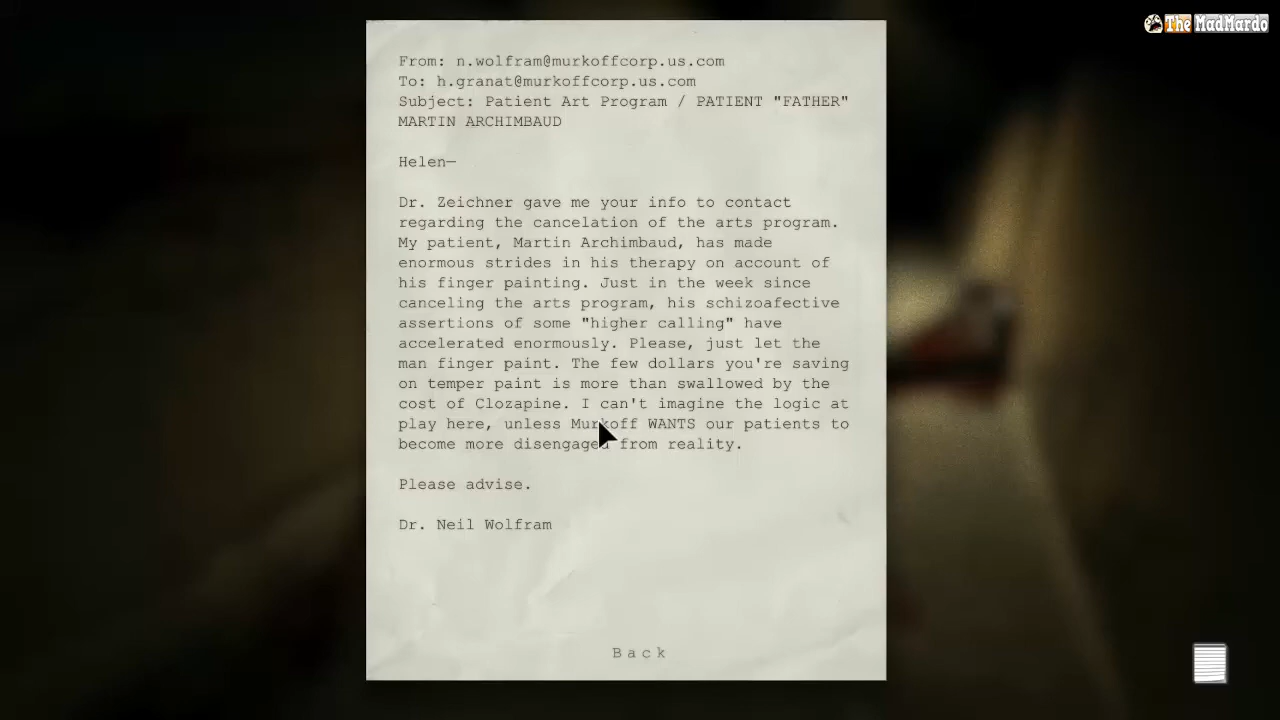 The MadMardo
From: n.wolfram@murkoffcorp.us.com
To: h.granat@murkoffcorp.us.com
Subject: Patient Art Program / PATIENT "FATHER"
MARTIN ARCHIMBAUD
Helen—
Dr. Zeichner gave me your info to contact
regarding the cancelation of the arts program.
My patient, Martin Archimbaud, has made
enormous strides in his therapy on account of
his finger painting. Just in the week since
canceling the arts program, his schizoafective
assertions of some "higher calling" have
accelerated enormously. Please, just let the
man finger paint. The few dollars you're saving
on temper paint is more than swallowed by the
cost of Clozapine. I can't imagine the logic at
play here, unless Murkoff WANTS our patients to
become more disengaged from reality.
Please advise.
Dr. Neil Wolfram
Back